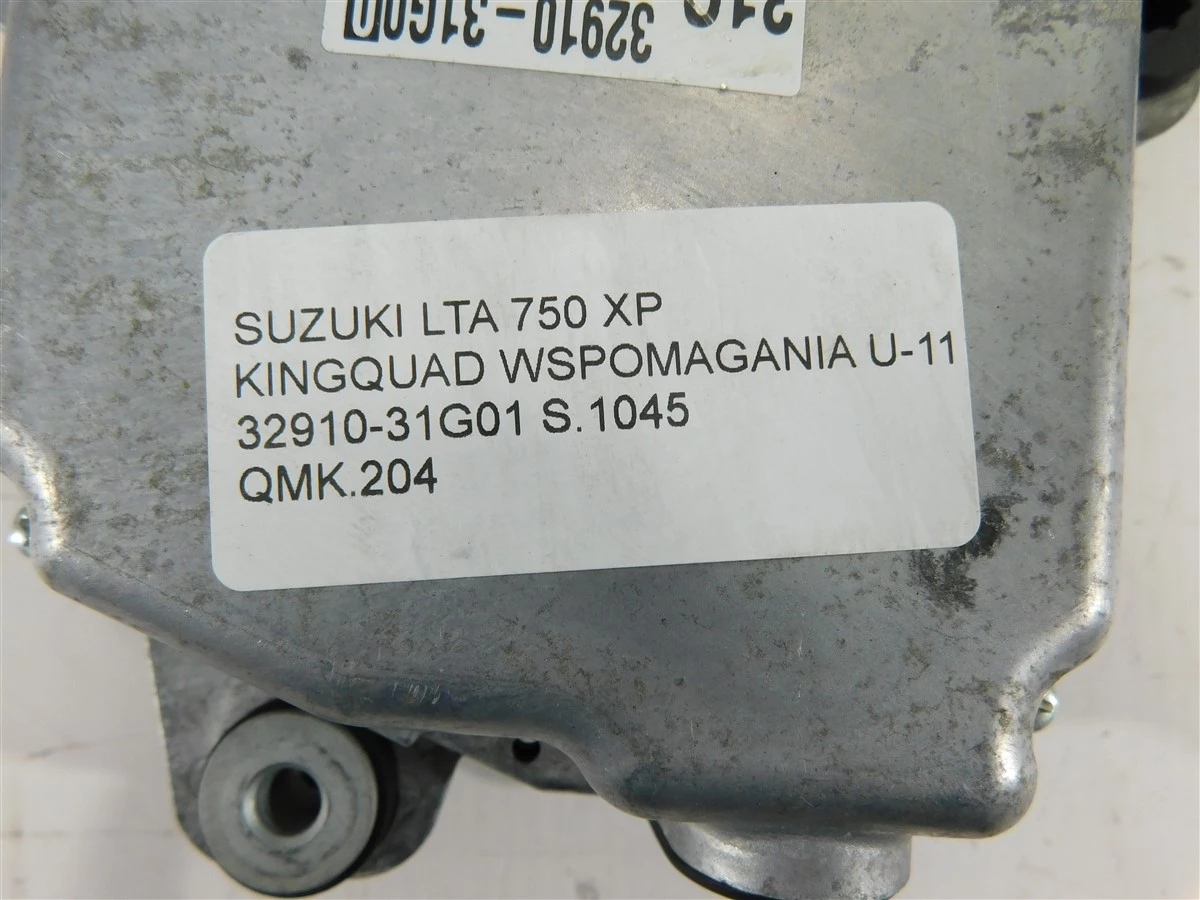 32910-31G0
SUZUKI LTA 750 XP
KINGQUAD WSPOMAGANIA U-11
32910-31G01 S.1045
QMK.204